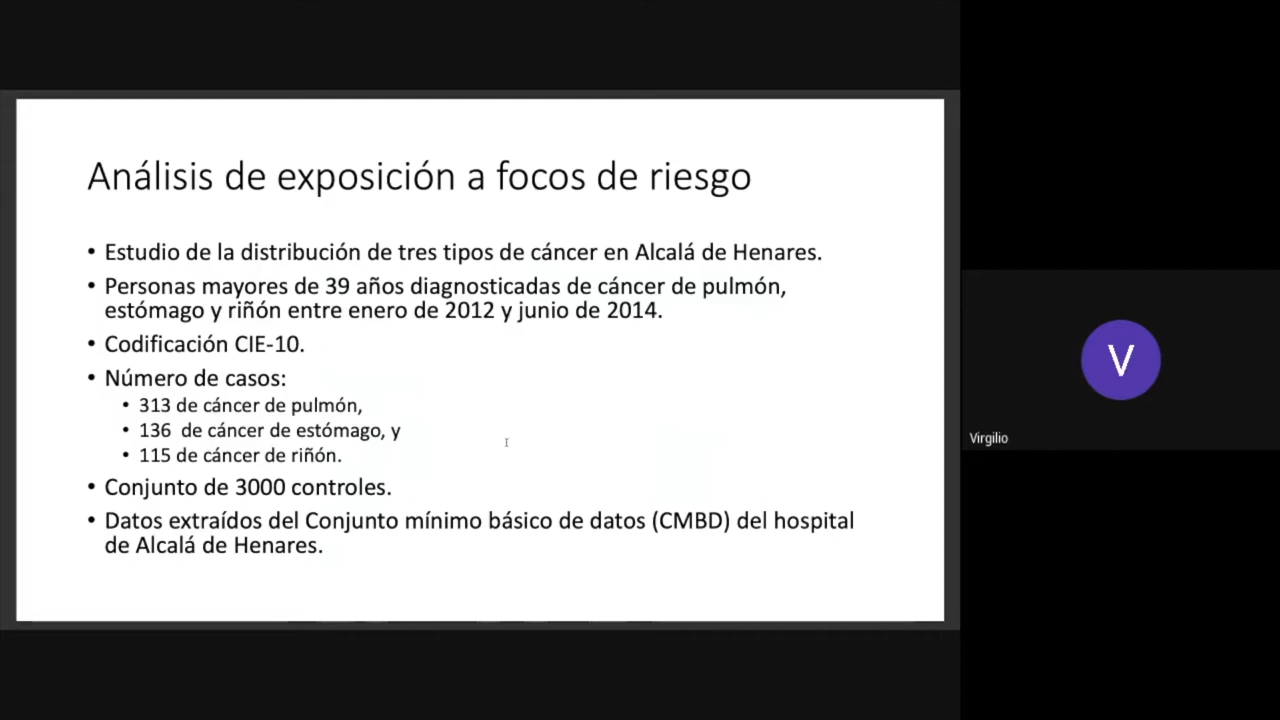 Análisis de exposición a focos de riesgo
• Estudio de la distribución de tres tipos de cáncer en Alcalá de Henares.
• Personas mayores de 39 años diagnosticadas de cáncer de pulmón,
estómago y riñón entre enero de 2012 y junio de 2014.
• Codificación CIE-10.
• Número de casos:
• 313 de cáncer de pulmón,
• 136 de cáncer de estómago, y
• 115 de cáncer de riñón.
• Conjunto de 3000 controles.
• Datos extraídos del Conjunto mínimo básico de datos (CMBD) del hospital
de Alcalá de Henares.
V
Virgilio